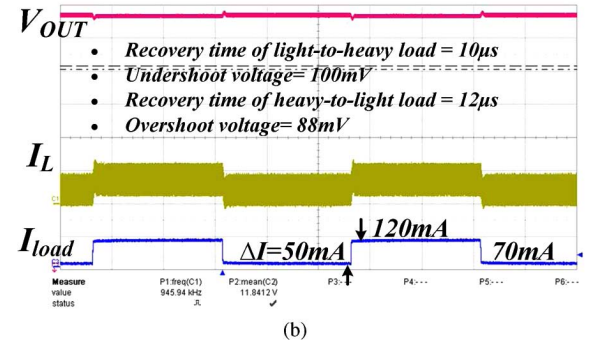 VOUT
• Recovery time of light-to-heavy load = 10μs
• Undershoot voltage= 100mV
• Recovery time of heavy-to-light load = 12μs
• Overshoot voltage= 88mV
IL
C1
Iload
ΔI=50mA
120mA
70mA
Measure P1:freq(C1) P2:mean(C2) P3:--- P4:--- P5:--- P6:---
value 945.94 kHz 11.8412 V
status
(b)